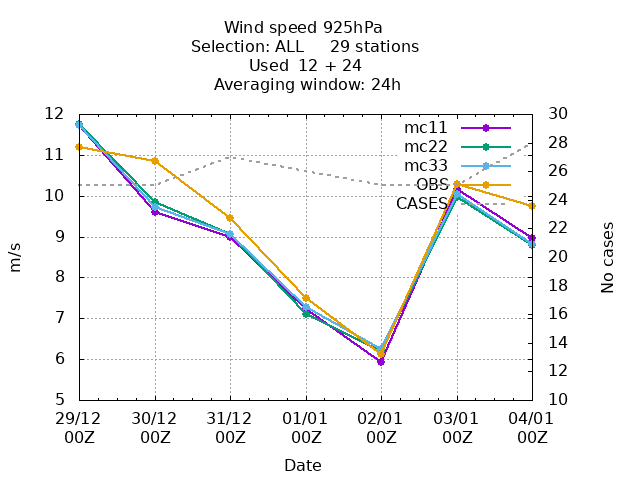 Wind speed 925hPa
Selection: ALL 29 stations
Used 12 + 24
Averaging window: 24h
12
11
10
9
8
7
6
5
m/s
mc11
mc22
mc33
OBS
CASES
30
28
26
24
22
20
18
16
14
12
10
No cases
29/12 30/12 31/12 01/01 02/01 03/01 04/01
00Z 00Z 00Z 00Z 00Z 00Z 00Z
Date